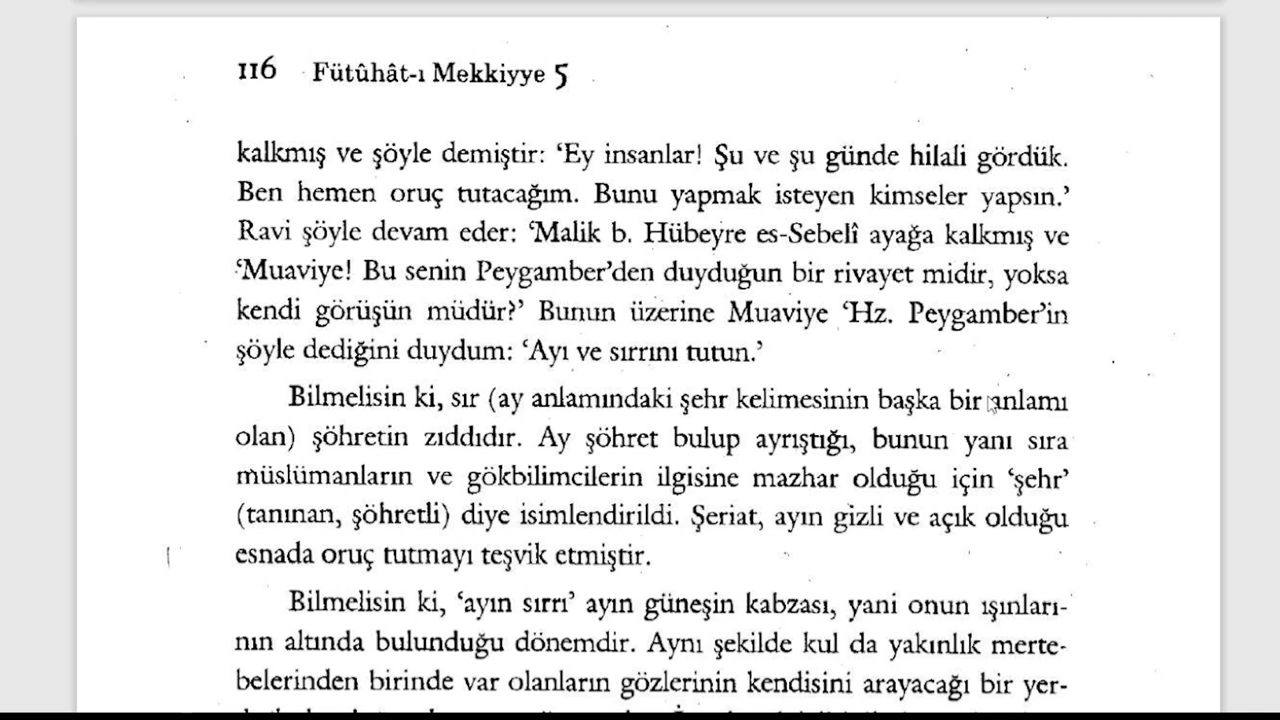 116 Fütûhât-ı Mekkiyye 5
kalkmış ve şöyle demiştir: ‘Ey insanlar! Şu ve şu günde hilali gördük.
Ben hemen oruç tutacağım. Bunu yapmak isteyen kimseler yapsın.’
Ravi şöyle devam eder: ‘Malik b. Hübeyre es-Sebelî ayağa kalkmış ve
‘Muaviye! Bu senin Peygamber’den duyduğun bir rivayet midir, yoksa
kendi görüşün müdür?’ Bunun üzerine Muaviye ‘Hz. Peygamber’in
şöyle dediğini duydum: ‘Ayı ve sırrını tutun.’
Bilmelisin ki, sır (ay anlamındaki şehr kelimesinin başka bir anlamı
olan) şöhretin zıddıdır. Ay şöhret bulup ayrıştığı, bunun yanı sıra
müslümanların ve gökbilimcilerin ilgisine mazhar olduğu için ‘şehr’
(tanınan, şöhretli) diye isimlendirildi. Şeriat, ayın gizli ve açık olduğu
esnada oruç tutmayı teşvik etmiştir.
Bilmelisin ki, ‘ayın sırrı’ ayın güneşin kabzası, yani onun ışınları-
nın altında bulunduğu dönemdir. Aynı şekilde kul da yakınlık merte-
belerinden birinde var olanların gözlerinin kendisini arayacağı bir yer-